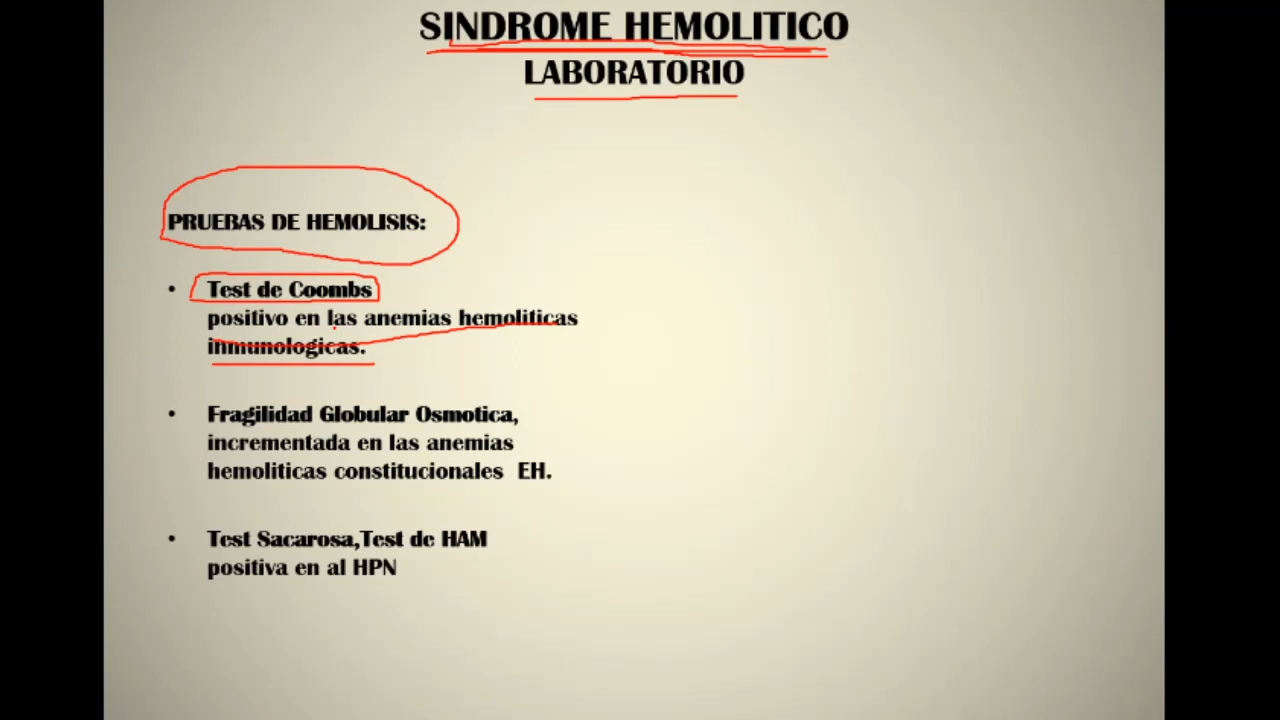 SINDROME HEMOLITICO
LABORATORIO
PRUEBAS DE HEMOLISIS:
• Test de Coombs
positivo en las anemias hemoliticas
inmunologicas.
• Fragilidad Globular Osmotica,
incrementada en las anemias
hemoliticas constitucionales EH.
• Test Sacarosa,Test de HAM
positiva en al HPN